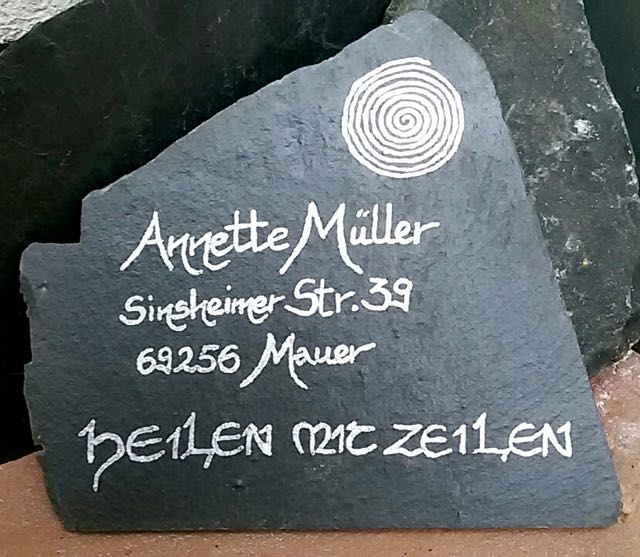 Annette Müller
Sinsheimer Str. 39
69256 Mauer
HEILEN MIT ZEILEN